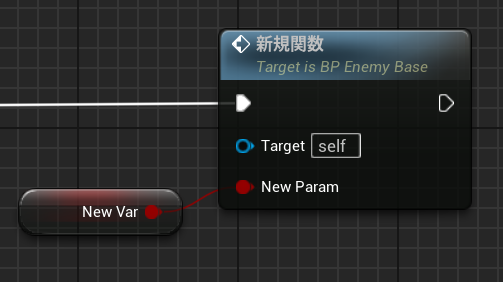 新規関数
Target is BP Enemy Base
Target self
New Param
New Var